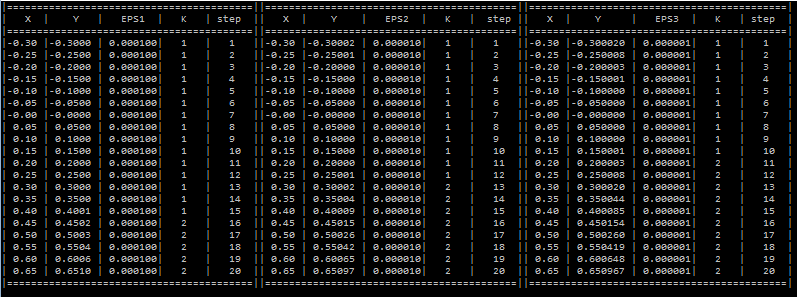 |=========================================||=========================================||=========================================|
| X | Y | EPS1 | K | step || X | Y | EPS2 | K | step || X | Y | EPS3 | K | step |
|=========================================||=========================================||=========================================|
|-0.30 |-0.3000 | 0.000100| 1 | 1 ||-0.30 |-0.30002 | 0.000010| 1 | 1 ||-0.30 |-0.300020 | 0.000001| 1 | 1 |
|-0.25 |-0.2500 | 0.000100| 1 | 2 ||-0.25 |-0.25001 | 0.000010| 1 | 2 ||-0.25 |-0.250008 | 0.000001| 1 | 2 |
|-0.20 |-0.2000 | 0.000100| 1 | 3 ||-0.20 |-0.20000 | 0.000010| 1 | 3 ||-0.20 |-0.200003 | 0.000001| 1 | 3 |
|-0.15 |-0.1500 | 0.000100| 1 | 4 ||-0.15 |-0.15000 | 0.000010| 1 | 4 ||-0.15 |-0.150001 | 0.000001| 1 | 4 |
|-0.10 |-0.1000 | 0.000100| 1 | 5 ||-0.10 |-0.10000 | 0.000010| 1 | 5 ||-0.10 |-0.100000 | 0.000001| 1 | 5 |
|-0.05 |-0.0500 | 0.000100| 1 | 6 ||-0.05 |-0.05000 | 0.000010| 1 | 6 ||-0.05 |-0.050000 | 0.000001| 1 | 6 |
|-0.00 |-0.0000 | 0.000100| 1 | 7 ||-0.00 |-0.00000 | 0.000010| 1 | 7 ||-0.00 |-0.000000 | 0.000001| 1 | 7 |
| 0.05 | 0.0500 | 0.000100| 1 | 8 || 0.05 | 0.05000 | 0.000010| 1 | 8 || 0.05 | 0.050000 | 0.000001| 1 | 8 |
| 0.10 | 0.1000 | 0.000100| 1 | 9 || 0.10 | 0.10000 | 0.000010| 1 | 9 || 0.10 | 0.100000 | 0.000001| 1 | 9 |
| 0.15 | 0.1500 | 0.000100| 1 | 10 || 0.15 | 0.15000 | 0.000010| 1 | 10 || 0.15 | 0.150001 | 0.000001| 1 | 10 |
| 0.20 | 0.2000 | 0.000100| 1 | 11 || 0.20 | 0.20000 | 0.000010| 1 | 11 || 0.20 | 0.200003 | 0.000001| 2 | 11 |
| 0.25 | 0.2500 | 0.000100| 1 | 12 || 0.25 | 0.25001 | 0.000010| 1 | 12 || 0.25 | 0.250008 | 0.000001| 2 | 12 |
| 0.30 | 0.3000 | 0.000100| 1 | 13 || 0.30 | 0.30002 | 0.000010| 2 | 13 || 0.30 | 0.300020 | 0.000001| 2 | 13 |
| 0.35 | 0.3500 | 0.000100| 1 | 14 || 0.35 | 0.35004 | 0.000010| 2 | 14 || 0.35 | 0.350044 | 0.000001| 2 | 14 |
| 0.40 | 0.4001 | 0.000100| 1 | 15 || 0.40 | 0.40009 | 0.000010| 2 | 15 || 0.40 | 0.400085 | 0.000001| 2 | 15 |
| 0.45 | 0.4502 | 0.000100| 2 | 16 || 0.45 | 0.45015 | 0.000010| 2 | 16 || 0.45 | 0.450154 | 0.000001| 2 | 16 |
| 0.50 | 0.5003 | 0.000100| 2 | 17 || 0.50 | 0.50026 | 0.000010| 2 | 17 || 0.50 | 0.500260 | 0.000001| 2 | 17 |
| 0.55 | 0.5504 | 0.000100| 2 | 18 || 0.55 | 0.55042 | 0.000010| 2 | 18 || 0.55 | 0.550419 | 0.000001| 2 | 18 |
| 0.60 | 0.6006 | 0.000100| 2 | 19 || 0.60 | 0.60065 | 0.000010| 2 | 19 || 0.60 | 0.600648 | 0.000001| 2 | 19 |
| 0.65 | 0.6510 | 0.000100| 2 | 20 || 0.65 | 0.65097 | 0.000010| 2 | 20 || 0.65 | 0.650967 | 0.000001| 2 | 20 |
|=========================================||=========================================||=========================================|